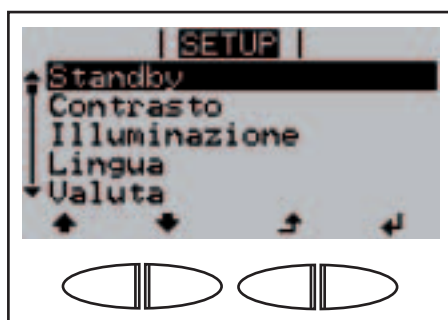 SETUP
Standby
Contrasto
Illuminazione
Lingua
Valuta